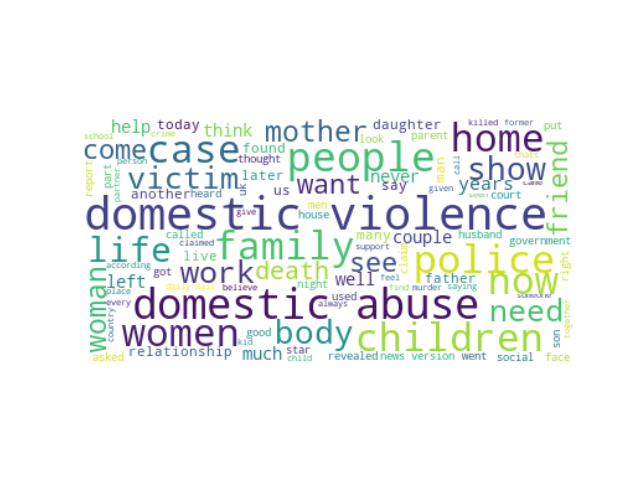 help today think mother daughter home killed former put
school crime look parent
come case found people show friend
person thought never man call thats
report part partner victim later want say given years
another heard uk us men seen court
domestic violence
give house
called many couple husband government
claimed life family support see claim police right
woman live
according left got work death well father now
place daily mail night feel
every believe used find murder saying
country domestic abuse always someone
women good body children need together
kid son
relationship much star revealed news version went social face
asked child